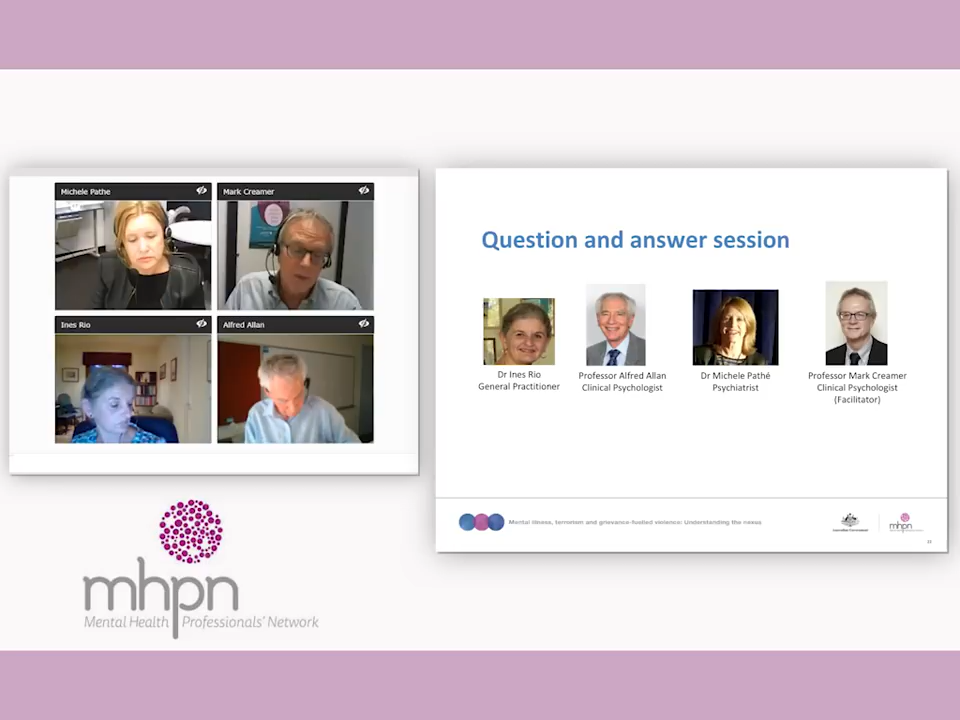 Michele Pathe
Mark Creamer
Ines Rio
Alfred Allan
mhpn
Mental Health Professionals' Network
Question and answer session
Dr Ines Rio
General Practitioner
Professor Alfred Allan
Clinical Psychologist
Dr Michele Pathé
Psychiatrist
Professor Mark Creamer
Clinical Psychologist
(Facilitator)
Mental illness, terrorism and grievance-fuelled violence: Understanding the nexus
mhpn